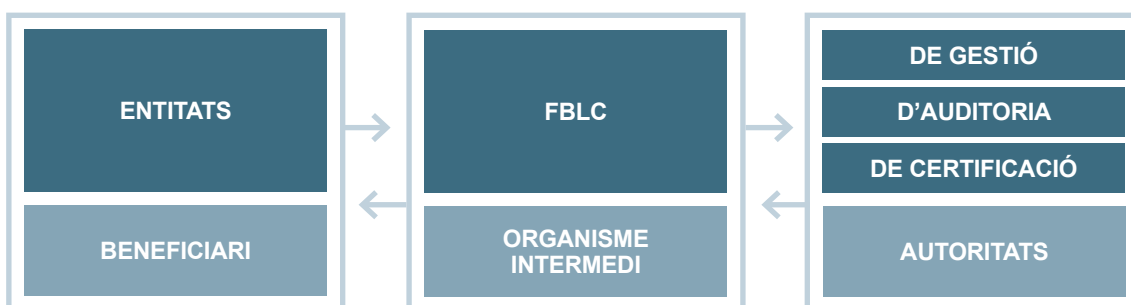 ENTITATS
BENEFICIARI
FBLC
ORGANISME
INTERMEDI
DE GESTIÓ
D’AUDITORIA
DE CERTIFICACIÓ
AUTORITATS